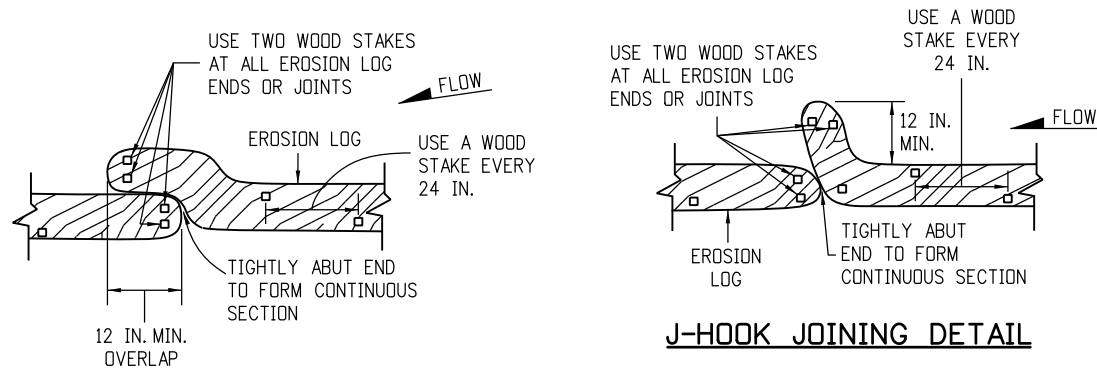 USE TWO WOOD STAKES
AT ALL EROSION LOG
ENDS OR JOINTS
FLOW
EROSION LOG
USE A WOOD
STAKE EVERY
24 IN.
TIGHTLY ABUT END
TO FORM CONTINUOUS
SECTION
12 IN. MIN.
OVERLAP
USE A WOOD
STAKE EVERY
24 IN.
USE TWO WOOD STAKES
AT ALL EROSION LOG
ENDS OR JOINTS
12 IN.
MIN.
FLOW
EROSION
LOG
TIGHTLY ABUT
END TO FORM
CONTINUOUS SECTION
J-HOOK JOINING DETAIL